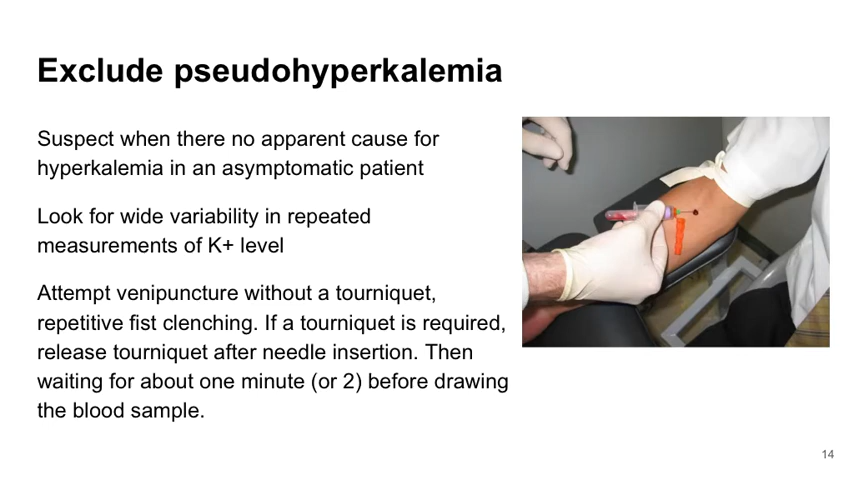 Exclude pseudohyperkalemia
Suspect when there no apparent cause for
hyperkalemia in an asymptomatic patient
Look for wide variability in repeated
measurements of K+ level
Attempt venipuncture without a tourniquet,
repetitive fist clenching. If a tourniquet is required,
release tourniquet after needle insertion. Then
waiting for about one minute (or 2) before drawing
the blood sample.
14